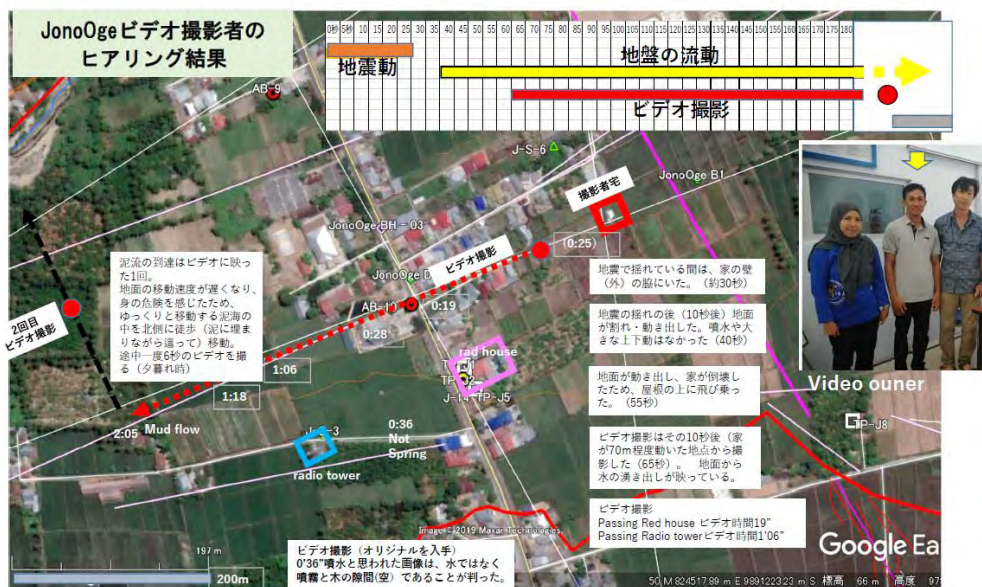 JonoOgeビデオ撮影者の
ヒアリング結果
0秒 5秒 10 15 20 25 30 35 40 45 50 55 60 65 70 75 80 85 90 95 100 105 110 115 120 125 130 135 140 145 150 155 160 165 170 175 180
地震動
地盤の流動
ビデオ撮影
AB-9
J-S-6
撮影者宅
JonoOge B1
JonoOge BH - 03
ビデオ撮影
(0:25)
JonoOge D
AB-10
0:19
0:28
泥流の到達はビデオに映っ
た1回。
地面の移動速度が遅くなり、
身の危険を感じたため、
ゆっくりと移動する泥海の
中を北側に徒歩(泥に埋ま
りながら這って)移動。
途中一度6秒のビデオを撮
る(夕暮れ時)
2回目
ビデオ撮影
地震で揺れている間は、家の壁
(外)の脇にいた。(約30秒)
地震の揺れの後(10秒後)地面
が割れ・動き出した。噴水や大
きな上下動はなかった(40秒)
地面が動き出し、家が倒壊し
たため、屋根の上に飛び乗っ
た。(55秒)
ビデオ撮影はその10秒後(家
が70m程度動いた地点から撮
影した(65秒)。 地面から
水の湧き出しが映っている。
ビデオ撮影
Passing Red house ビデオ時間19”
Passing Radio towerビデオ時間1’06”
Video ouner
rad house
TP-J2
J-14
TP-J5
TP-J8
1:06
1:18
2:05
Mud flow
0:36
Not
Spring
radio tower
Image © 2019 Maxar Technologies
ビデオ撮影(オリジナルを入手)
0’36”噴水と思われた画像は、水ではなく
噴霧と木の隙間(空)であることが判った。
197 m
200m
Google Ea
標高 66 m 高度